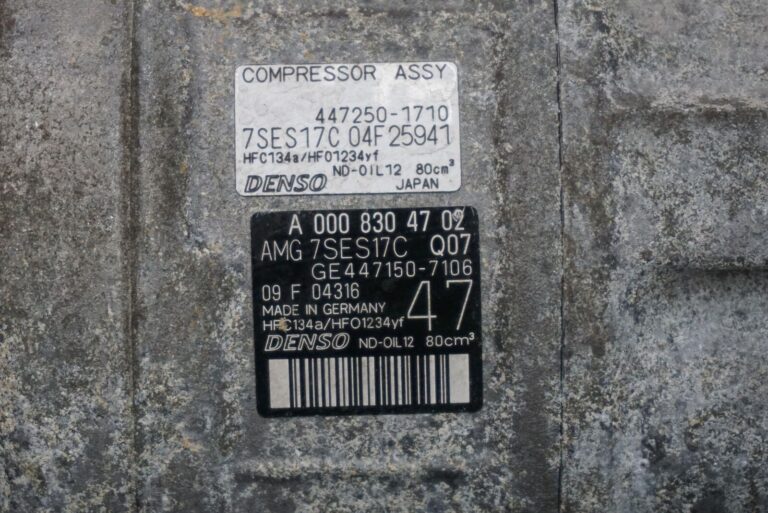 COMPRESSOR ASSY
447250-1710
7SES17C 04F25941
HFC134a/HFO1234yf
ND-OIL12 80cm³
DENSO JAPAN
A 000 830 47 02
AMG 7SES17C Q07
GE447150-7106
09 F 04316
47
MADE IN GERMANY
HFC134a/HFO1234yf
DENSO ND-OIL12 80cm³